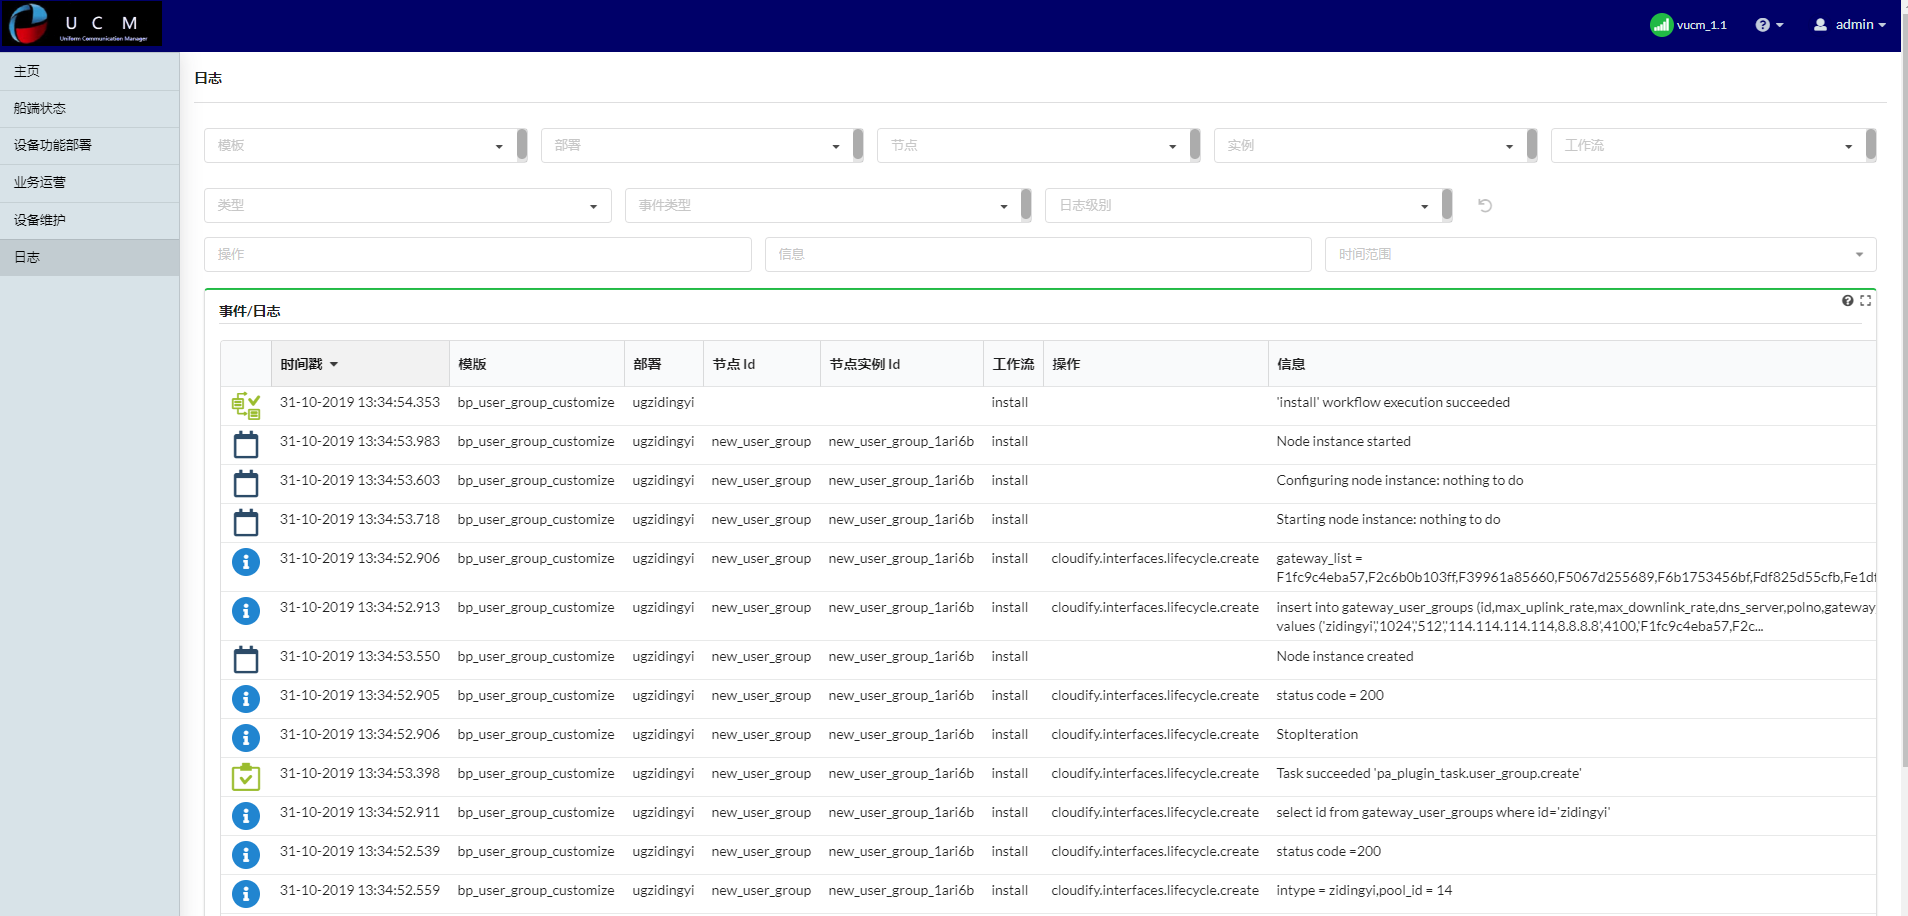 U C M
Uniform Communication Manager
vucm_1.1
admin
主页
船端状态
设备功能部署
业务运营
设备维护
日志
日志
模板 部署 节点 实例 工作流
类型 事件类型 日志级别
操作 信息 时间范围
事件/日志
时间戳 模版 部署 节点 Id 节点实例 Id 工作流 操作 信息
31-10-2019 13:34:54.353 bp_user_group_customize ugzidingyi install 'install' workflow execution succeeded
31-10-2019 13:34:53.983 bp_user_group_customize ugzidingyi new_user_group new_user_group_1ari6b install Node instance started
31-10-2019 13:34:53.603 bp_user_group_customize ugzidingyi new_user_group new_user_group_1ari6b install Configuring node instance: nothing to do
31-10-2019 13:34:53.718 bp_user_group_customize ugzidingyi new_user_group new_user_group_1ari6b install Starting node instance: nothing to do
31-10-2019 13:34:52.906 bp_user_group_customize ugzidingyi new_user_group new_user_group_1ari6b install cloudify.interfaces.lifecycle.create gateway_list =
F1fc9c4eba57,F2c6b0b103ff,F39961a85660,F5067d255689,F6b1753456bf,Fdf825d55cfb,Fe1df
31-10-2019 13:34:52.913 bp_user_group_customize ugzidingyi new_user_group new_user_group_1ari6b install cloudify.interfaces.lifecycle.create insert into gateway_user_groups (id,max_uplink_rate,max_downlink_rate,dns_server,polno,gateway
values ('zidingyi','1024','512','114.114.114.114,8.8.8.8',4100,'F1fc9c4eba57,F2c...
31-10-2019 13:34:53.550 bp_user_group_customize ugzidingyi new_user_group new_user_group_1ari6b install Node instance created
31-10-2019 13:34:52.905 bp_user_group_customize ugzidingyi new_user_group new_user_group_1ari6b install cloudify.interfaces.lifecycle.create status code = 200
31-10-2019 13:34:52.906 bp_user_group_customize ugzidingyi new_user_group new_user_group_1ari6b install cloudify.interfaces.lifecycle.create StopIteration
31-10-2019 13:34:53.398 bp_user_group_customize ugzidingyi new_user_group new_user_group_1ari6b install cloudify.interfaces.lifecycle.create Task succeeded 'pa_plugin_task.user_group.create'
31-10-2019 13:34:52.911 bp_user_group_customize ugzidingyi new_user_group new_user_group_1ari6b install cloudify.interfaces.lifecycle.create select id from gateway_user_groups where id='zidingyi'
31-10-2019 13:34:52.539 bp_user_group_customize ugzidingyi new_user_group new_user_group_1ari6b install cloudify.interfaces.lifecycle.create status code =200
31-10-2019 13:34:52.559 bp_user_group_customize ugzidingyi new_user_group new_user_group_1ari6b install cloudify.interfaces.lifecycle.create intype = zidingyi,pool_id = 14